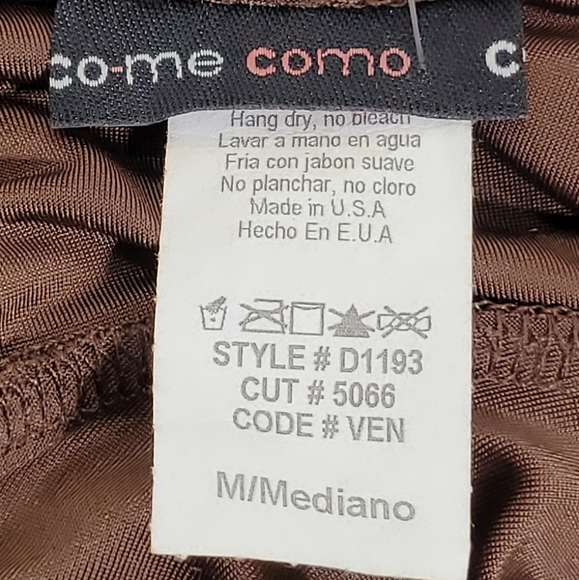 co-me como c
Hang dry, no bleach
Lavar a mano en agua
Fria con jabon suave
No planchar, no cloro
Made in U.S.A
Hecho En E.U.A
STYLE # D1193
CUT # 5066
CODE # VEN
M/Mediano